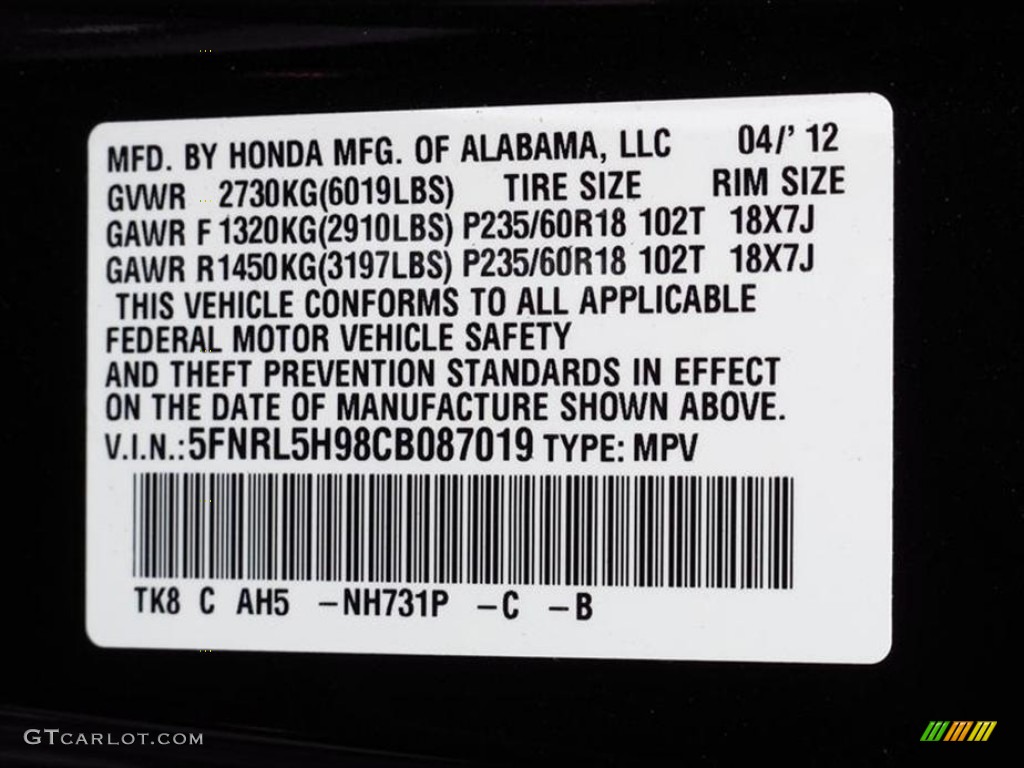 MFD. BY HONDA MFG. OF ALABAMA, LLC 04/' 12
GVWR 2730KG(6019LBS) TIRE SIZE RIM SIZE
GAWR F 1320KG(2910LBS) P235/60R18 102T 18X7J
GAWR R1450KG(3197LBS) P235/60R18 102T 18X7J
THIS VEHICLE CONFORMS TO ALL APPLICABLE
FEDERAL MOTOR VEHICLE SAFETY
AND THEFT PREVENTION STANDARDS IN EFFECT
ON THE DATE OF MANUFACTURE SHOWN ABOVE.
V.I.N.:5FNRL5H98CB087019 TYPE: MPV
TK8 C AH5 –NH731P –C –B
GTCARLOT.COM